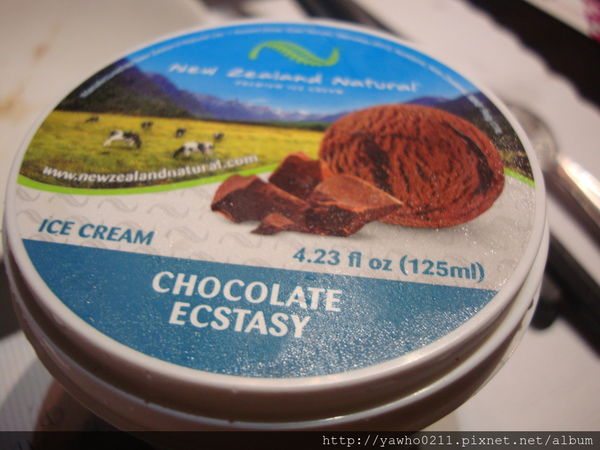 New Zealand Natural
PREMIUM ICE CREAM
www.newzealandnatural.com
ICE CREAM
4.23 fl oz (125ml)
CHOCOLATE
ECSTASY
http://yawho0211.pixnet.net/album